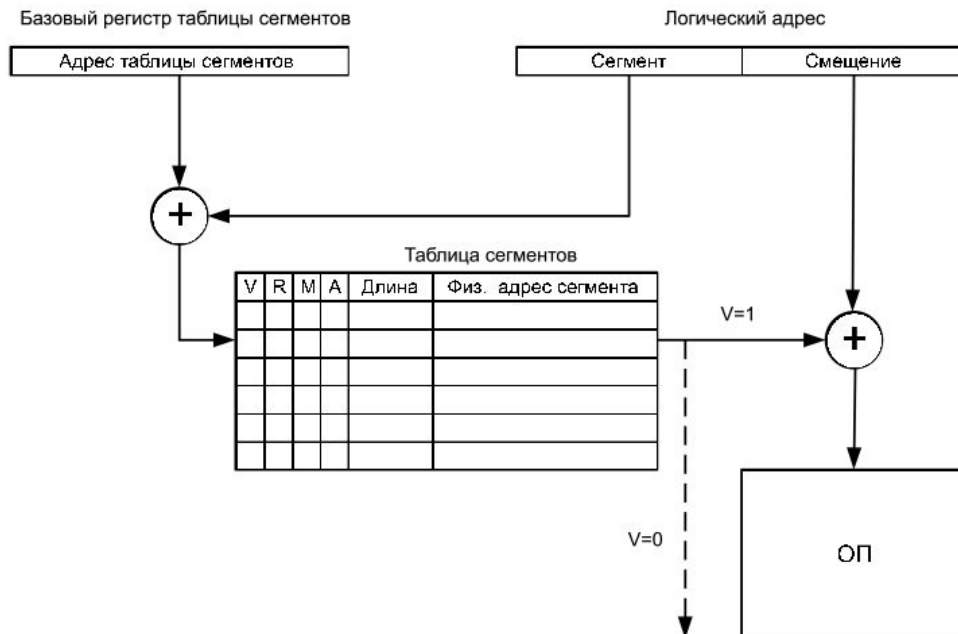 Базовый регистр таблицы сегментов
Логический адрес
Адрес таблицы сегментов
Сегмент
Смещение
+
Таблица сегментов
V R M A Длина Физ. адрес сегмента
V=1
+
V=0
ОП